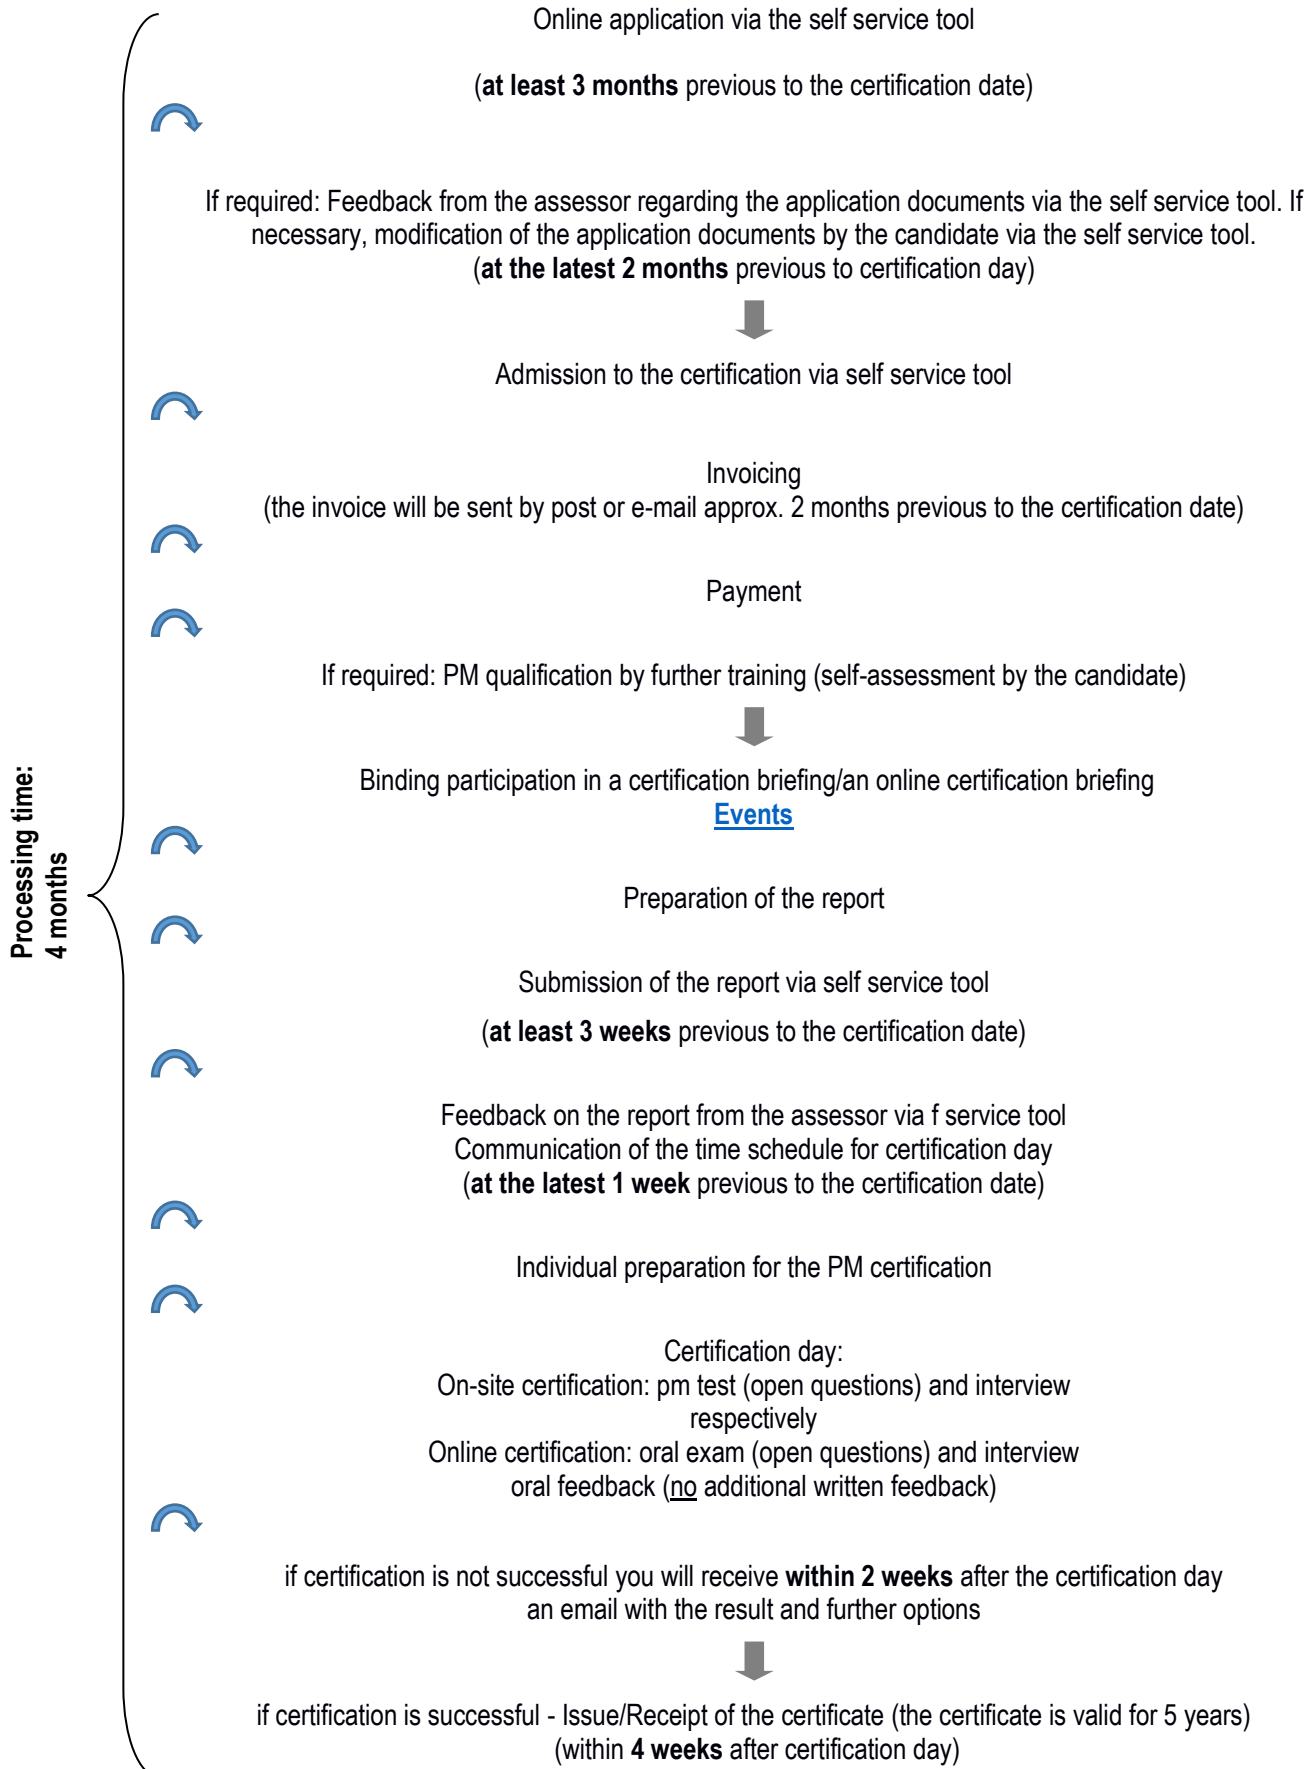 Online application via the self service tool
(at least 3 months previous to the certification date)
If required: Feedback from the assessor regarding the application documents via the self service tool. If
necessary, modification of the application documents by the candidate via the self service tool.
(at the latest 2 months previous to certification day)
Admission to the certification via self service tool
Invoicing
(the invoice will be sent by post or e-mail approx. 2 months previous to the certification date)
Payment
If required: PM qualification by further training (self-assessment by the candidate)
Binding participation in a certification briefing/an online certification briefing
Events
Processing time:
4 months
Preparation of the report
Submission of the report via self service tool
(at least 3 weeks previous to the certification date)
Feedback on the report from the assessor via f service tool
Communication of the time schedule for certification day
(at the latest 1 week previous to the certification date)
Individual preparation for the PM certification
Certification day:
On-site certification: pm test (open questions) and interview
respectively
Online certification: oral exam (open questions) and interview
oral feedback (no additional written feedback)
if certification is not successful you will receive within 2 weeks after the certification day
an email with the result and further options
if certification is successful - Issue/Receipt of the certificate (the certificate is valid for 5 years)
(within 4 weeks after certification day)